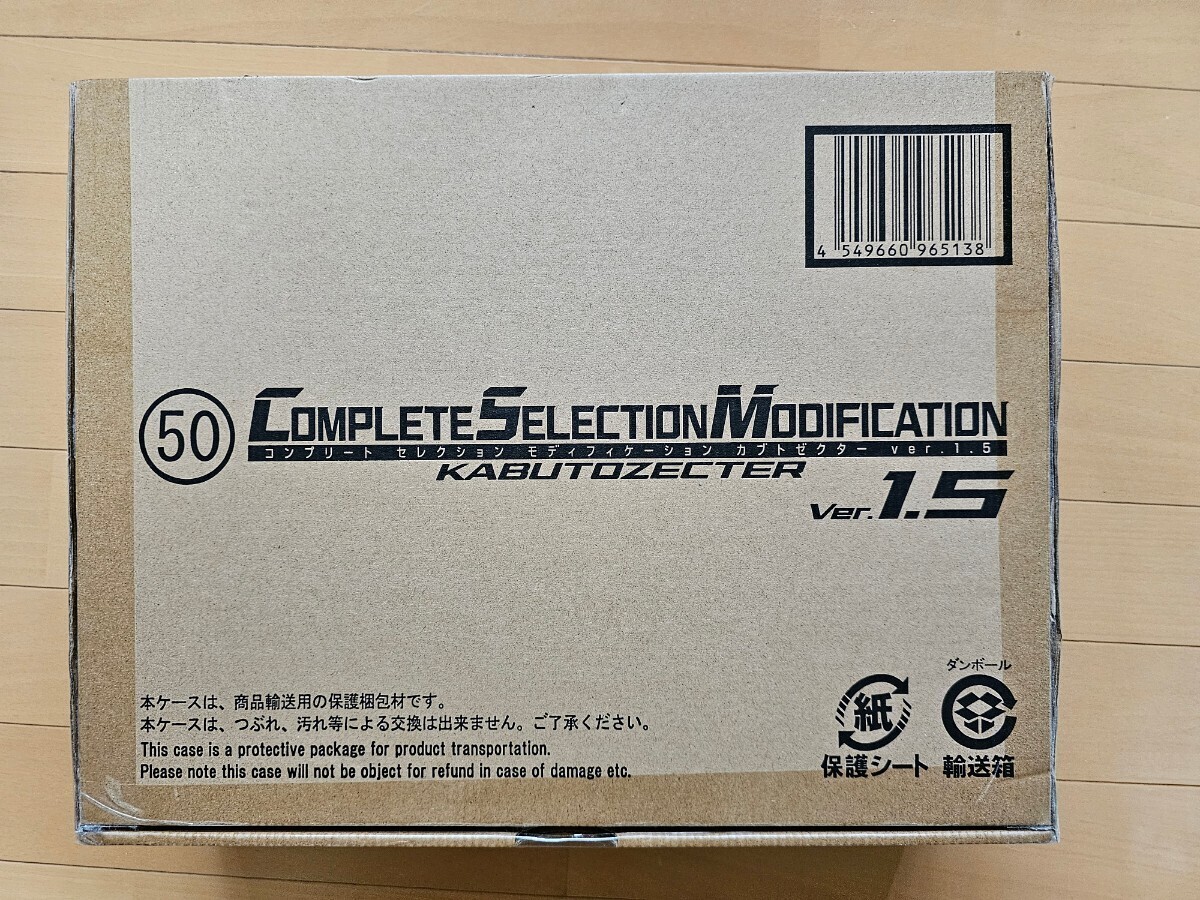 4 549660 965138
50
COMPLETE SELECTION MODIFICATION
コンプリート セレクション モディフィケーション カブトゼクター ver.1.5
KABUTOZECTER
Ver.1.5
本ケースは、商品輸送用の保護梱包材です。
本ケースは、つぶれ、汚れ等による交換は出来ません。ご了承ください。
This case is a protective package for product transportation.
Please note this case will not be object for refund in case of damage etc.
紙
保護シート
ダンボール
輸送箱